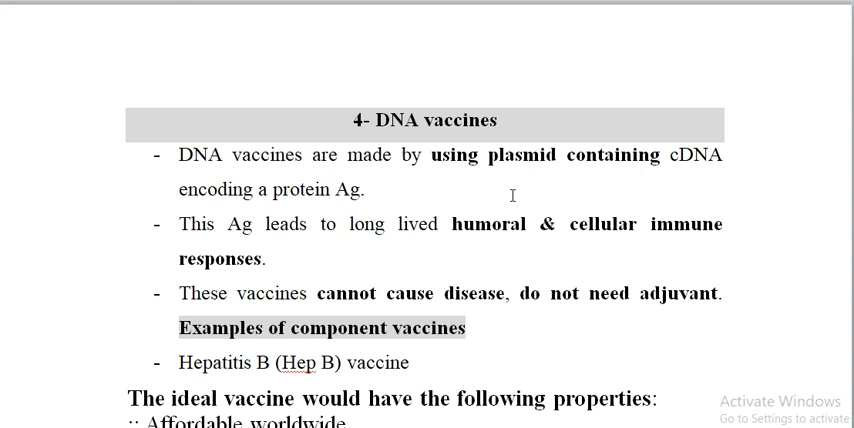 4- DNA vaccines
- DNA vaccines are made by using plasmid containing cDNA
encoding a protein Ag.
- This Ag leads to long lived humoral & cellular immune
responses.
- These vaccines cannot cause disease, do not need adjuvant.
Examples of component vaccines
- Hepatitis B (Hep B) vaccine
The ideal vaccine would have the following properties:
:: Affordable worldwide
Activate Windows
Go to Settings to activate